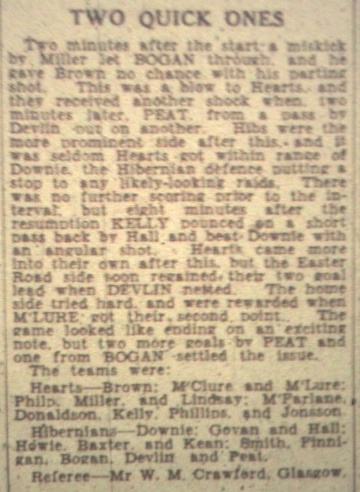 TWO QUICK ONES
Two minutes after the start a miskick
by Miller let BOGAN through, and he
gave Brown no chance with his parting
shot. This was a blow to Hearts, and
they received another shock when, two
minutes later, PEAT, from a pass by
Devlin put on another. Hibs were the
more prominent side after this, and it
was seldom Hearts got within range of
Downie, the Hibernian defence putting a
stop to any likely-looking raids. There
was no further scoring prior to the in-
terval, but eight minutes after the
resumption KELLY pounced on a short
pass back by Hall and beat Downie with
an angular shot. Hearts came more
into their own after this, but the Easter
Road side soon regained their two goal
lead when DEVLIN netted. The home
side tried hard, and were rewarded when
M'LURE got their second point. The
game looked like ending on an exciting
note, but two more goals by PEAT and
one from BOGAN settled the issue.
The teams were:
Hearts—Brown; M'Clure and M'Lure;
Philp, Miller, and Lindsay; M'Farlane,
Donaldson, Kelly, Phillips, and Jonsson.
Hibernians—Downie; Govan and Hall;
Howie, Baxter, and Kean; Smith, Finni-
gan, Bogan, Devlin and Peat.
Referee—Mr W. M. Crawford, Glasgow.